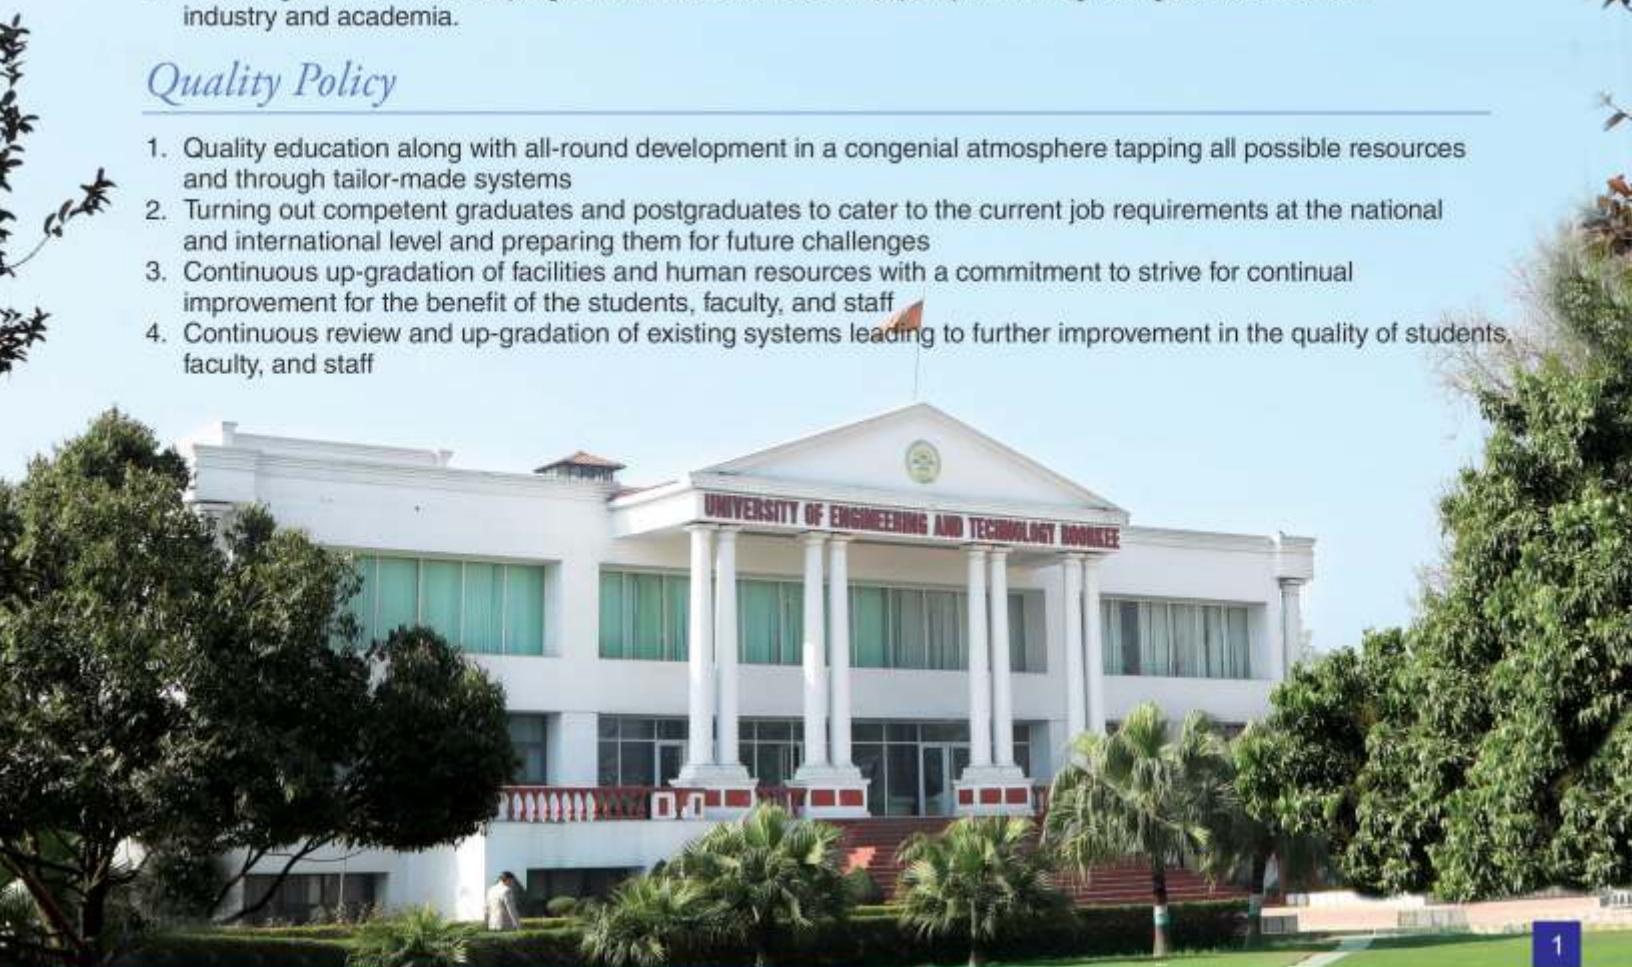 industry and academia.
Quality Policy
1. Quality education along with all-round development in a congenial atmosphere tapping all possible resources
and through tailor-made systems
2. Turning out competent graduates and postgraduates to cater to the current job requirements at the national
and international level and preparing them for future challenges
3. Continuous up-gradation of facilities and human resources with a commitment to strive for continual
improvement for the benefit of the students, faculty, and staff
4. Continuous review and up-gradation of existing systems leading to further improvement in the quality of students,
faculty, and staff
UNIVERSITY OF ENGINEERING AND TECHNOLOGY ROORKEE
1